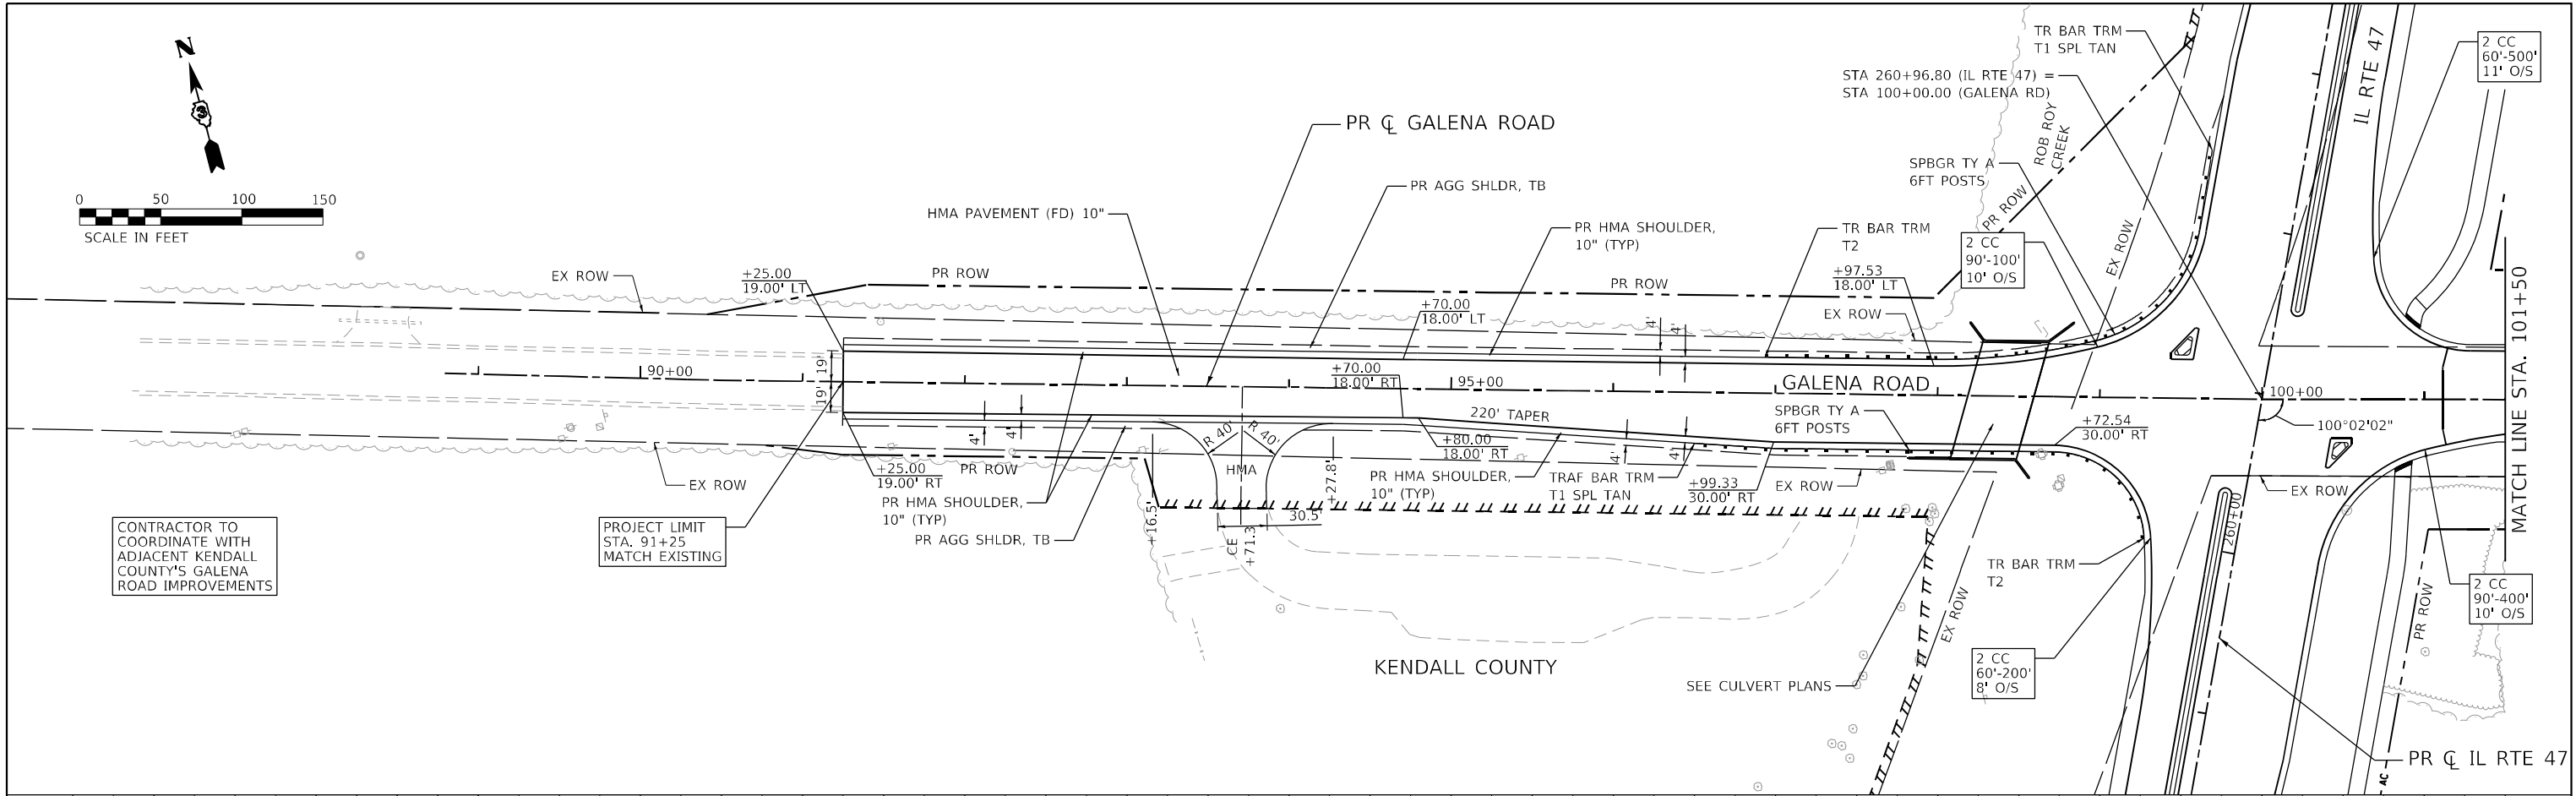 N
3
0 50 100 150
SCALE IN FEET
PR ℄ GALENA ROAD
PR AGG SHLDR, TB
HMA PAVEMENT (FD) 10"
PR HMA SHOULDER,
10" (TYP)
TR BAR TRM
T2
+97.53
18.00' LT
TR BAR TRM
T1 SPL TAN
STA 260+96.80 (IL RTE 47) =
STA 100+00.00 (GALENA RD)
SPBGR TY A
6FT POSTS
ROB ROY
CREEK
PR ROW
EX ROW
2 CC
90'-100'
10' O/S
IL RTE 47
2 CC
60'-500'
11' O/S
EX ROW
+25.00
19.00' LT
PR ROW
PR ROW
+70.00
18.00' LT
4'
4'
EX ROW
19'
19'
90+00
+70.00
18.00' RT
95+00
GALENA ROAD
100+00
100°02'02"
MATCH LINE STA. 101+50
220' TAPER
SPBGR TY A
6FT POSTS
+72.54
30.00' RT
4'
4'
R 40'
R 40'
HMA
+80.00
18.00' RT
4'
4'
+25.00
19.00' RT
PR ROW
EX ROW
PR HMA SHOULDER,
10" (TYP)
PR AGG SHLDR, TB
+16.5'
CE
+71.3'
30.5'
+27.8'
PR HMA SHOULDER,
10" (TYP)
TRAF BAR TRM
T1 SPL TAN
+99.33
30.00' RT
EX ROW
EX ROW
260+00
CONTRACTOR TO
COORDINATE WITH
ADJACENT KENDALL
COUNTY'S GALENA
ROAD IMPROVEMENTS
PROJECT LIMIT
STA. 91+25
MATCH EXISTING
TR BAR TRM
T2
EX ROW
PR ROW
2 CC
90'-400'
10' O/S
KENDALL COUNTY
SEE CULVERT PLANS
2 CC
60'-200'
8' O/S
PR ℄ IL RTE 47
AC